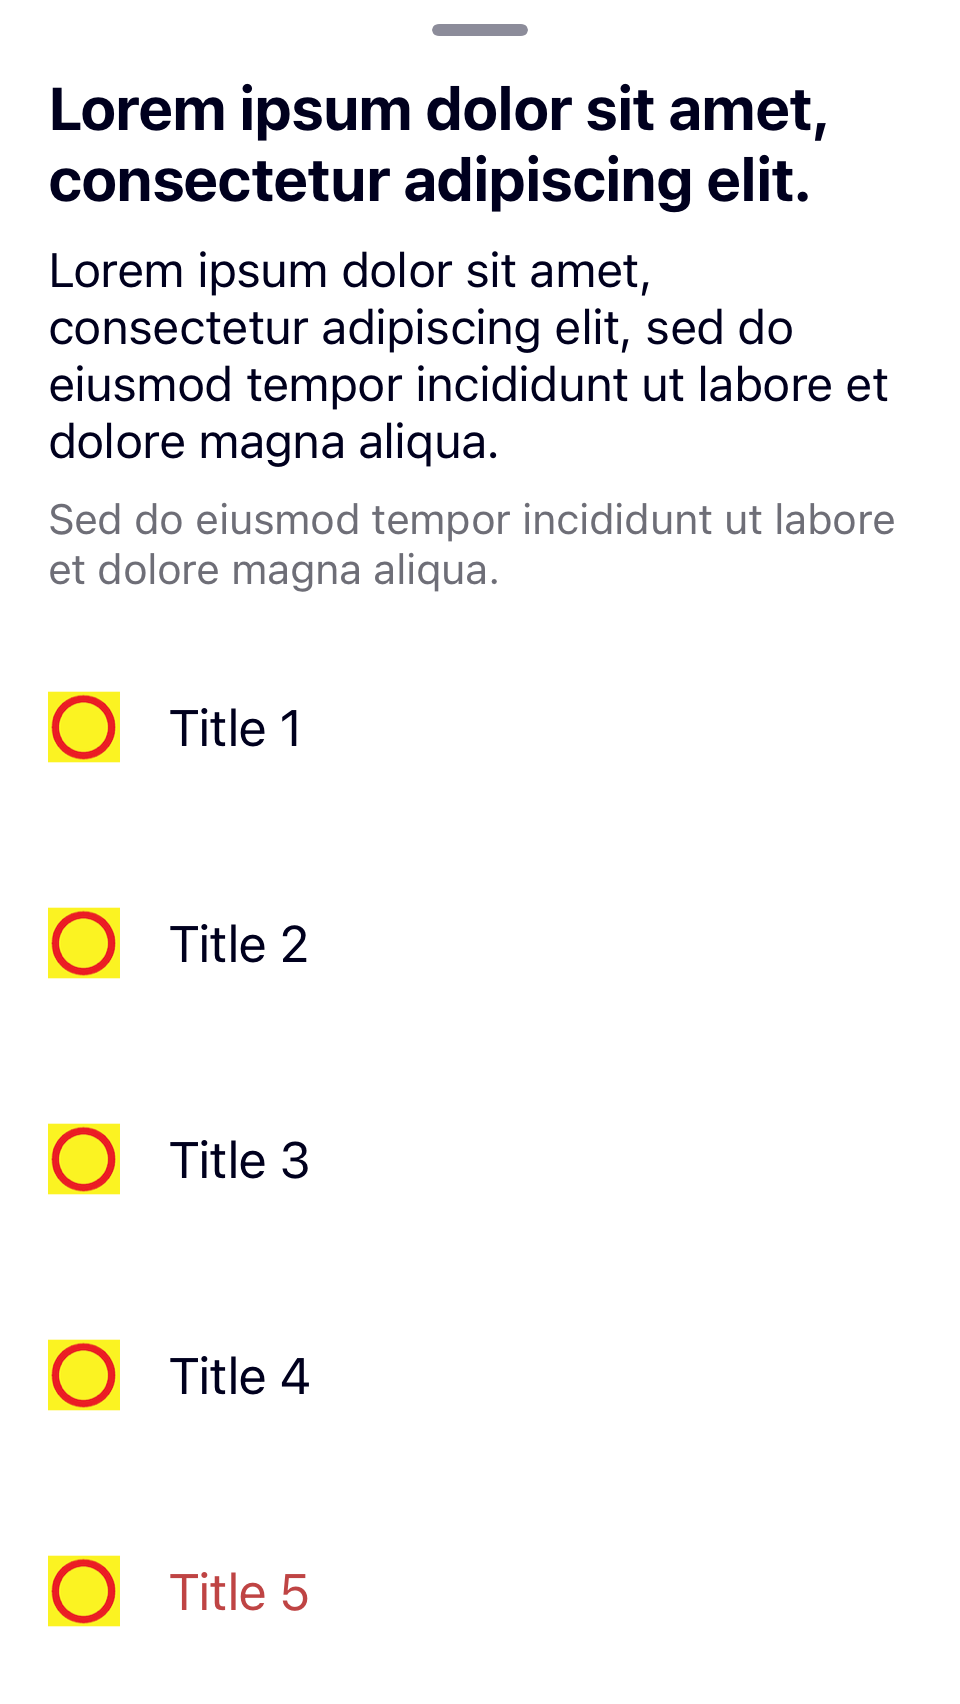 Lorem ipsum dolor sit amet,
consectetur adipiscing elit.
Lorem ipsum dolor sit amet,
consectetur adipiscing elit, sed do
eiusmod tempor incididunt ut labore et
dolore magna aliqua.
Sed do eiusmod tempor incididunt ut labore
et dolore magna aliqua.
Title 1
Title 2
Title 3
Title 4
Title 5